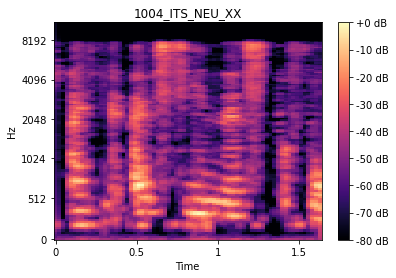 1004_ITS_NEU_XX
8192
4096
2048
1024
512
0
Hz
0
0.5
1
1.5
Time
+0 dB
-10 dB
-20 dB
-30 dB
-40 dB
-50 dB
-60 dB
-70 dB
-80 dB